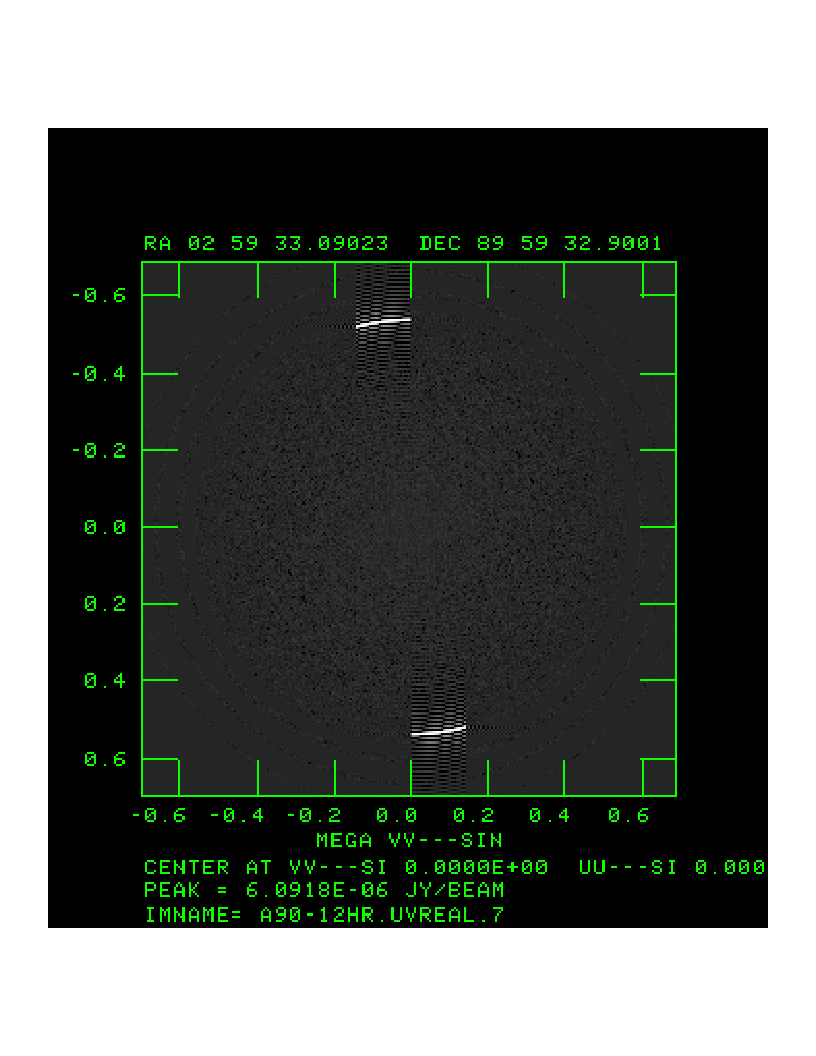 RA 02 59 33.09023  DEC 89 59 32.9001
-0.6
-0.4
-0.2
0.0
0.2
0.4
0.6
-0.6 -0.4 -0.2 0.0 0.2 0.4 0.6
MEGA VV---SIN
CENTER AT VV---SI 0.0000E+00  UU---SI 0.000
PEAK = 6.0918E-06 JY/BEAM
IMNAME= A90-12HR.UVREAL.7